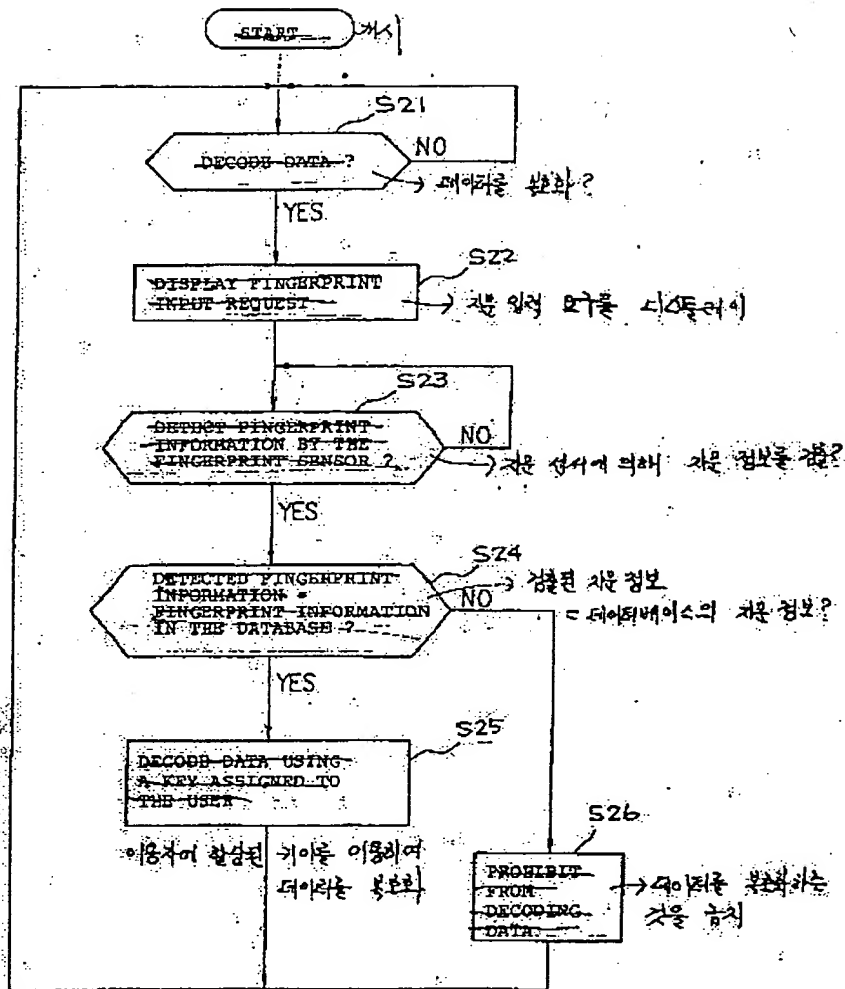 START 개시
S21
DECODE DATA ? NO
→ 데이터를 복호화?
YES
S22
DISPLAY FINGERPRINT
INPUT REQUEST → 지문 입력 요구를 디스플레이
S23
DETECT FINGERPRINT
INFORMATION BY THE
FINGERPRINT SENSOR ? NO
→ 지문 센서에 의해 지문 정보를 검출?
YES
S24
DETECTED FINGERPRINT
INFORMATION =
FINGERPRINT INFORMATION
IN THE DATABASE ? NO
→ 검출된 지문 정보
= 데이터베이스의 지문 정보?
YES
S25
DECODE DATA USING
A KEY ASSIGNED TO
THE USER
이용자에 할당된 키이를 이용하여
데이터를 복호화
S26
PROHIBIT
FROM
DECODING
DATA
→ 데이터를 복호화하는
것을 금지